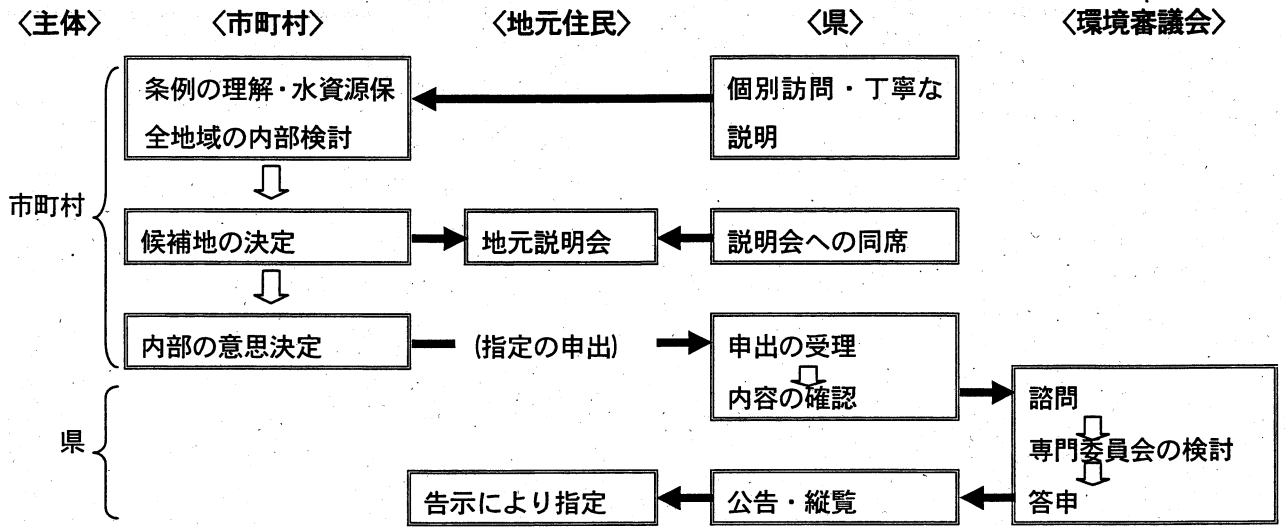 〈主体〉 〈市町村〉 〈地元住民〉 〈県〉 〈環境審議会〉
市町村
条例の理解・水資源保
全地域の内部検討
個別訪問・丁寧な
説明
候補地の決定
地元説明会
説明会への同席
内部の意思決定
(指定の申出)
申出の受理
内容の確認
諮問
専門委員会の検討
答申
県
告示により指定
公告・縦覧